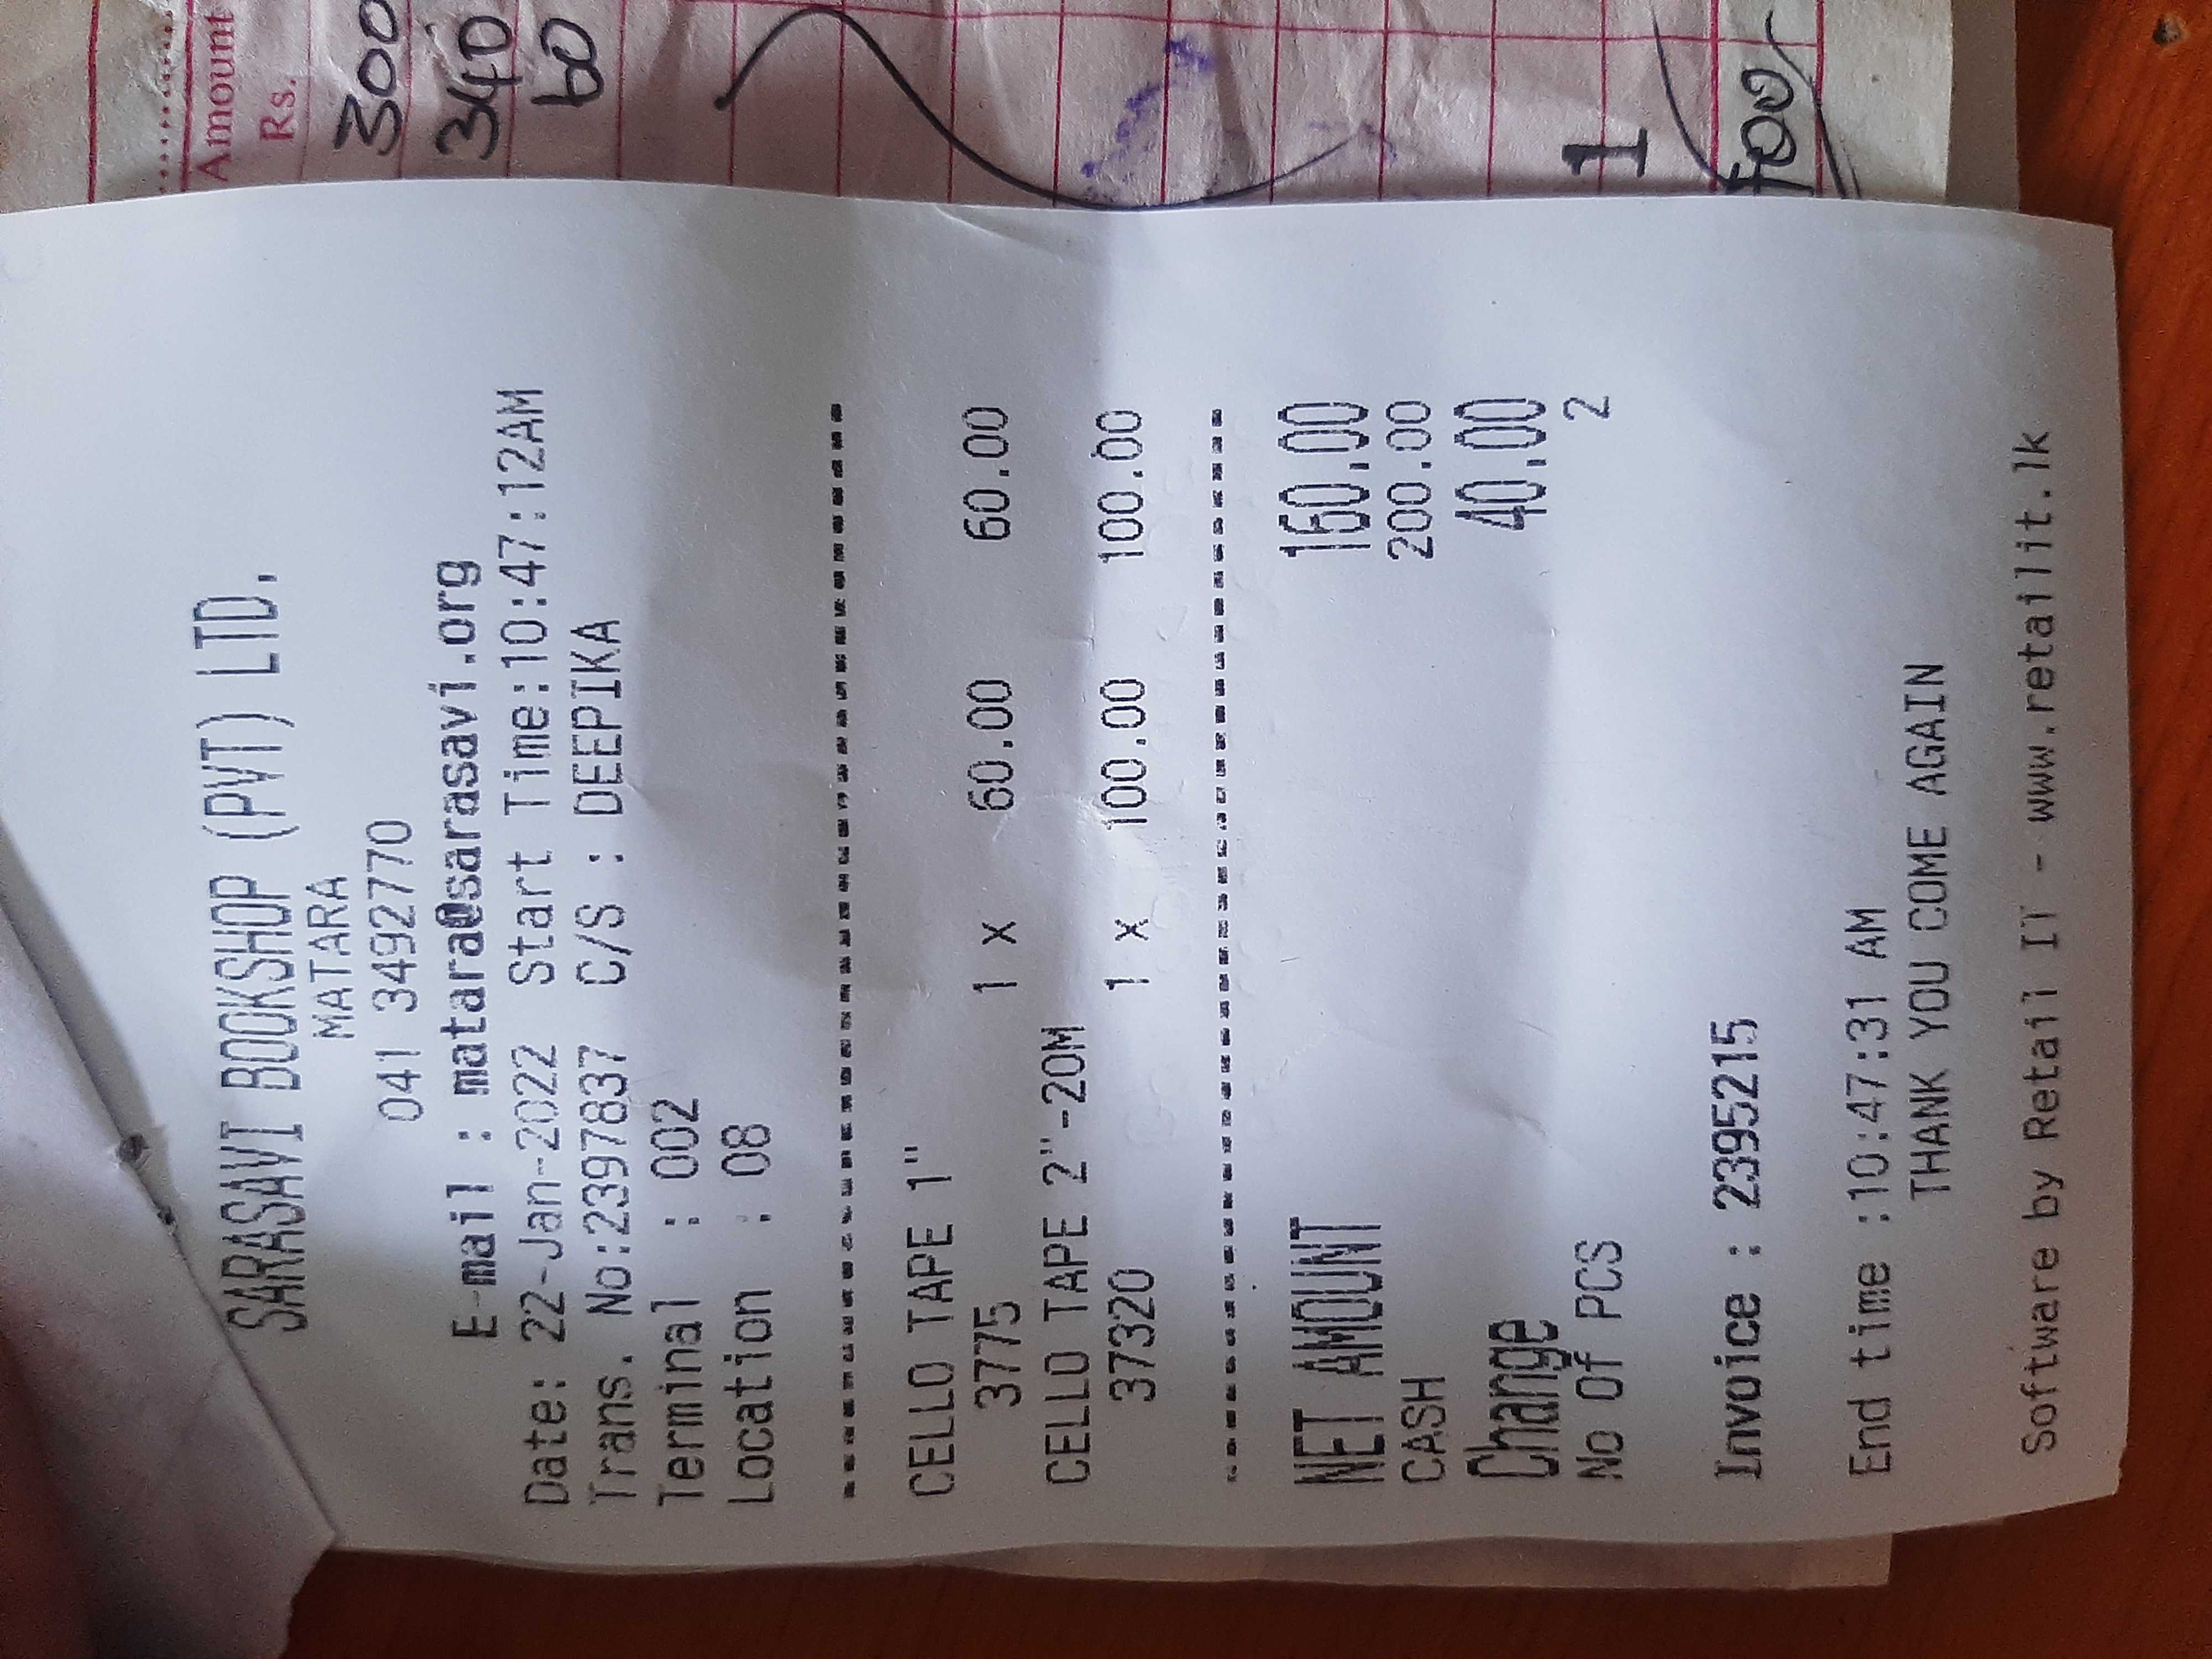 SARASAVI BOOKSHOP (PVT) LTD.
MATARA
041 3492770
E-mail : matara@sarasavi.org
Date: 22-Jan-2022 Start Time:10:47:12AM
Trans. No:2397837 C/S : DEEPIKA
Terminal : 002
Location : 08
CELLO TAPE 1"
3775 1 x 60.00 60.00
CELLO TAPE 2"-20M
37320 1 x 100.00 100.00
NET AMOUNT 160.00
CASH 200.00
Change 40.00
No Of PCS 2
Invoice : 2395215
End time :10:47:31 AM
THANK YOU COME AGAIN
Software by Retail IT - www.retailit.lk
Amount
Rs.
300
340
60